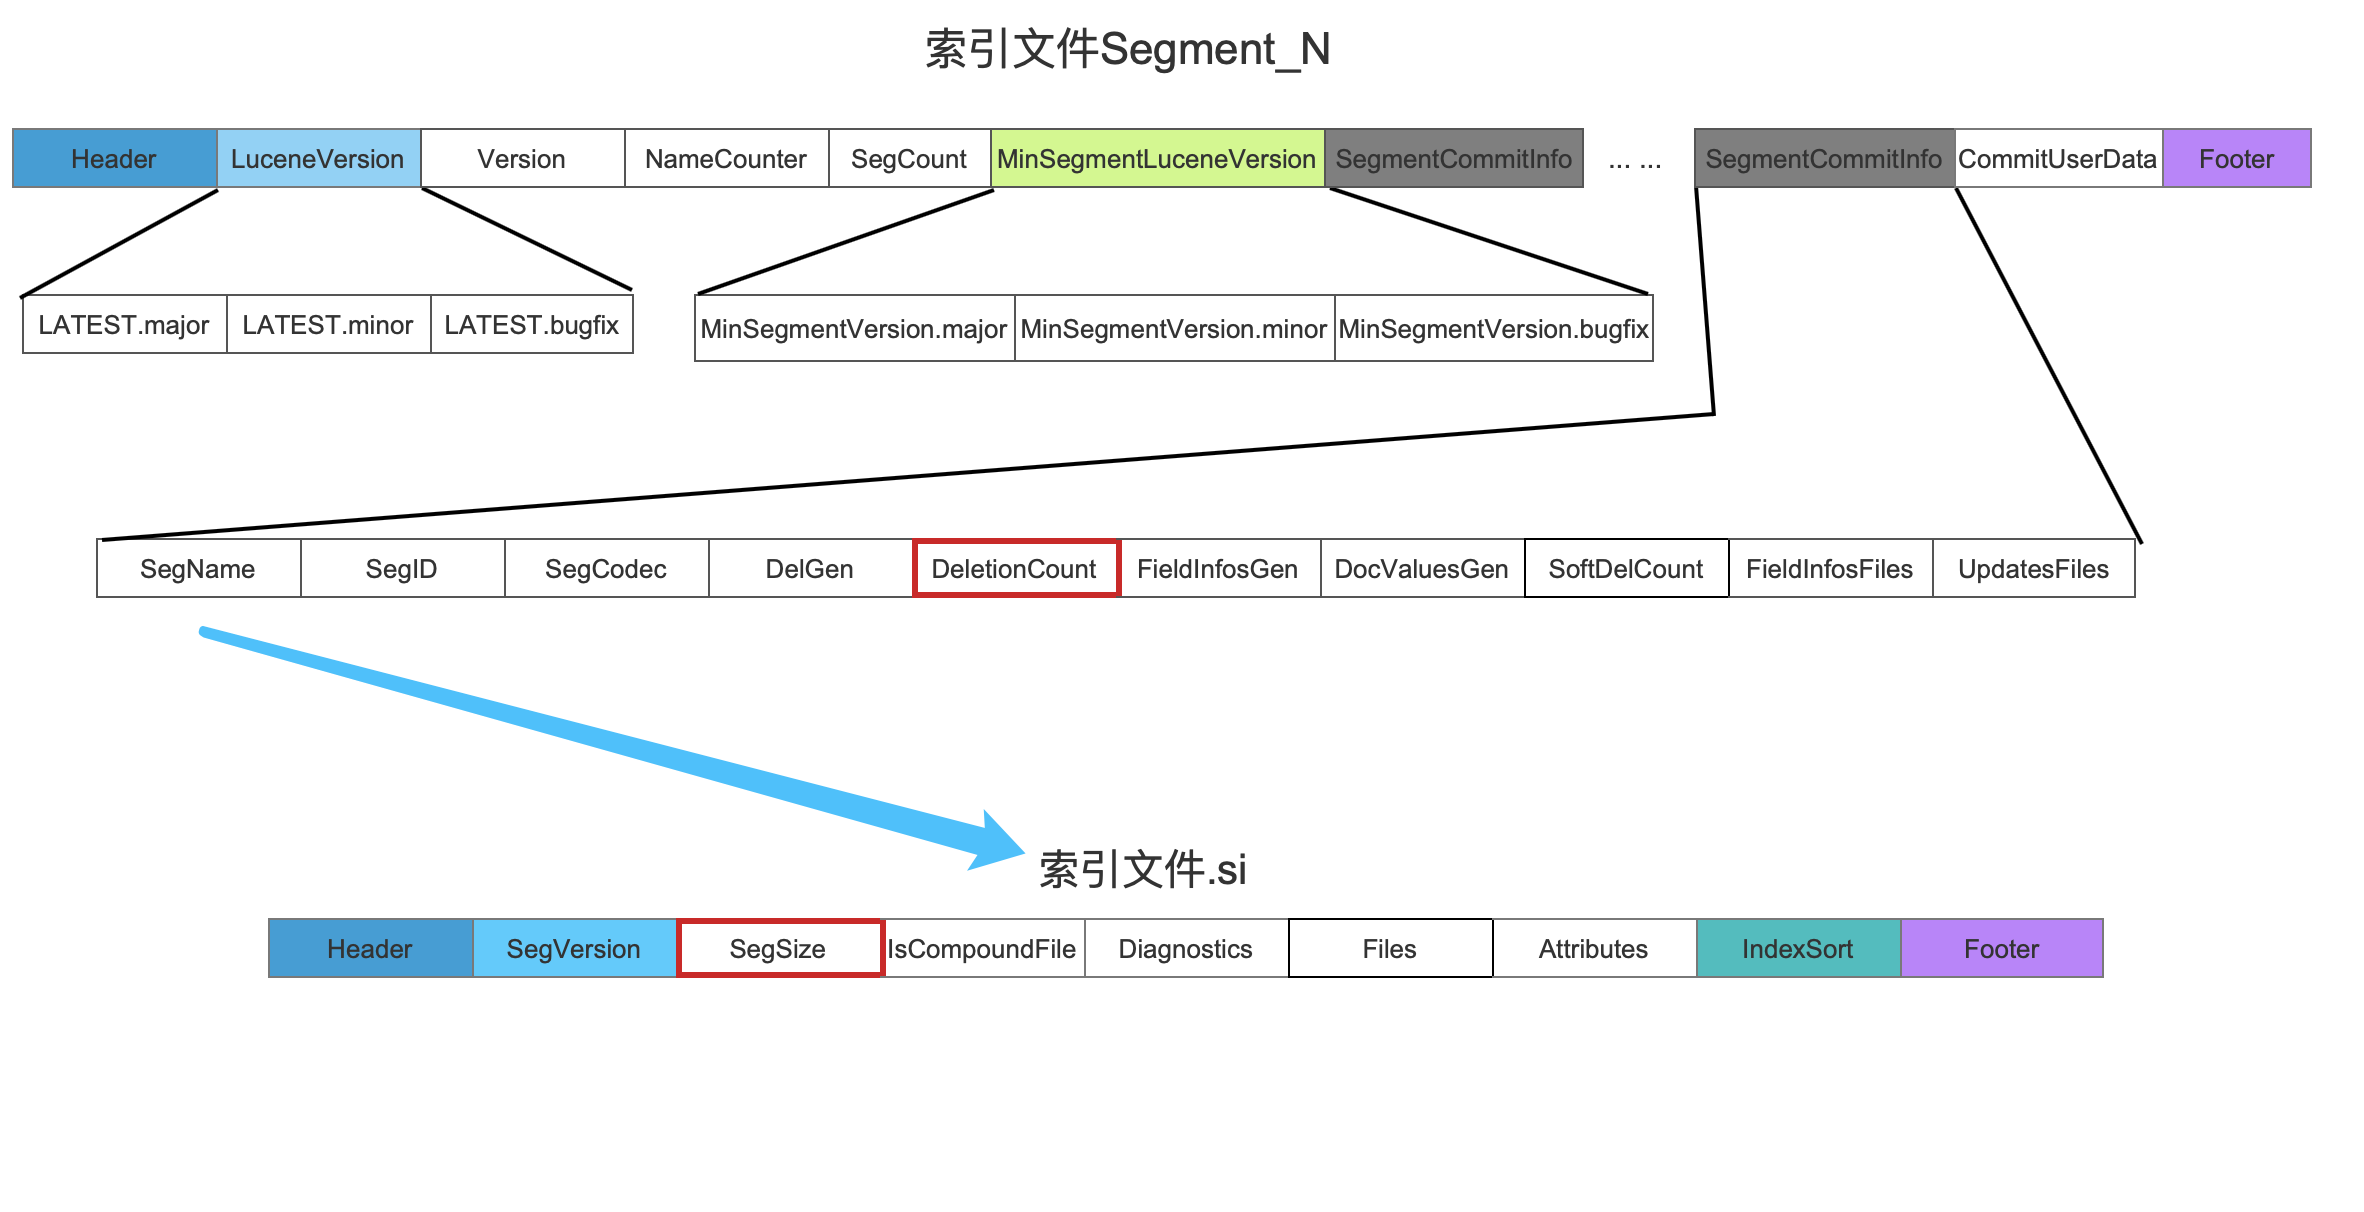 索引文件Segment_N
Header LuceneVersion Version NameCounter SegCount MinSegmentLuceneVersion SegmentCommitInfo ... ... SegmentCommitInfo CommitUserData Footer
LATEST.major LATEST.minor LATEST.bugfix MinSegmentVersion.major MinSegmentVersion.minor MinSegmentVersion.bugfix
SegName SegID SegCodec DelGen DeletionCount FieldInfosGen DocValuesGen SoftDelCount FieldInfosFiles UpdatesFiles
索引文件.si
Header SegVersion SegSize IsCompoundFile Diagnostics Files Attributes IndexSort Footer